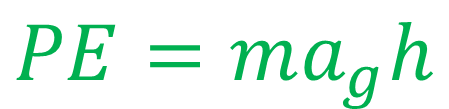 PE = ma_g h